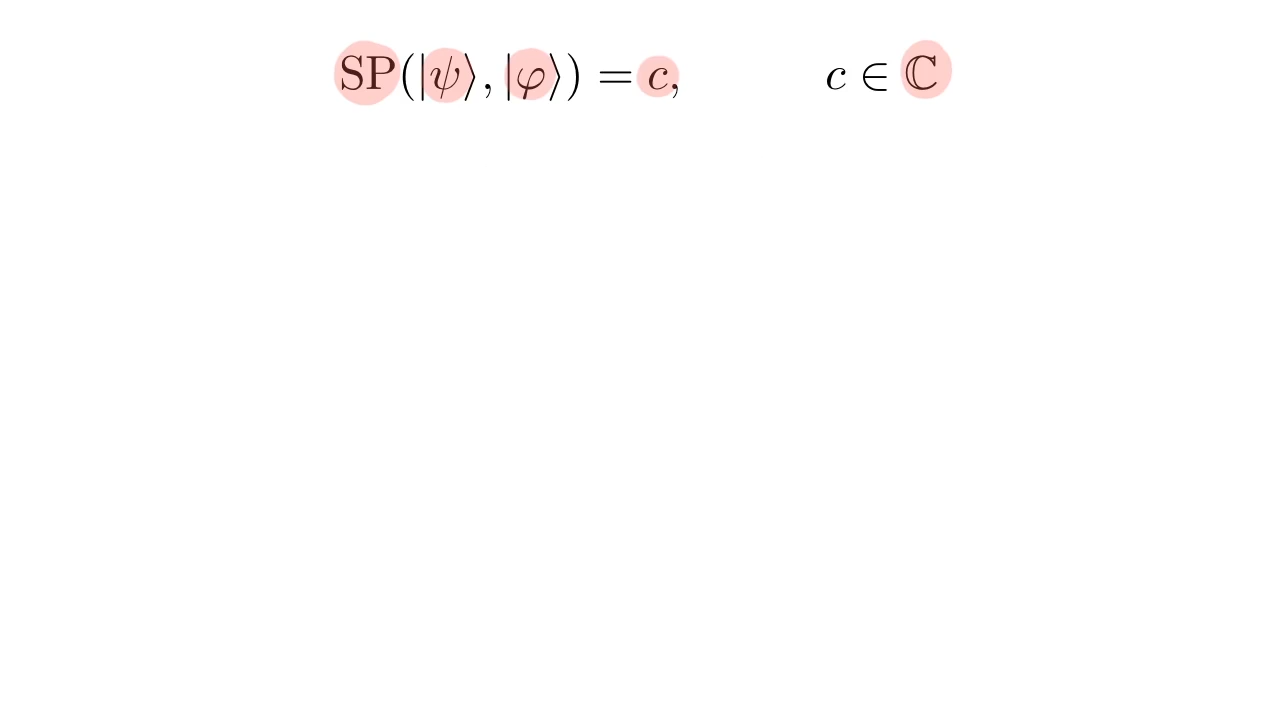 SP(|ψ⟩, |φ⟩) = c, c ∈ ℂ